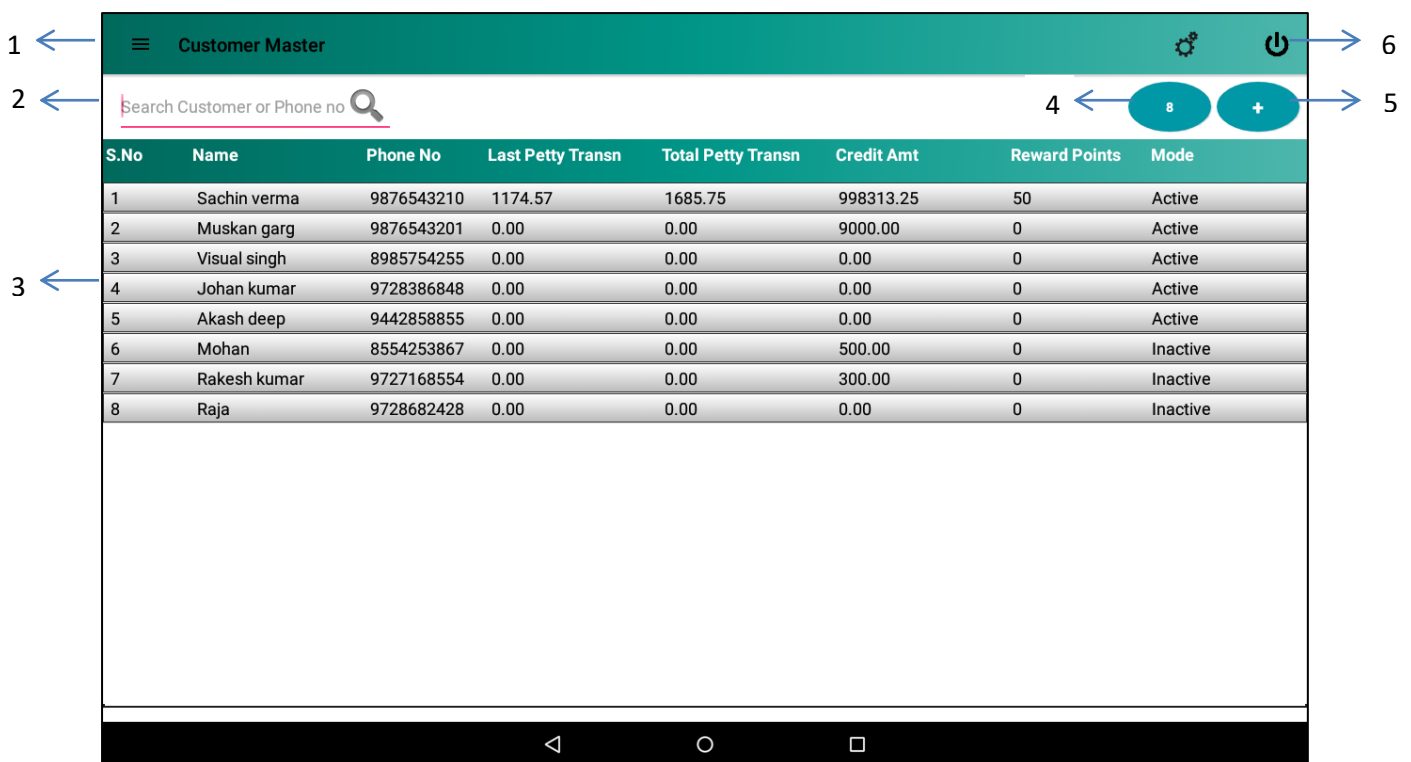 1 Customer Master 6
2 Search Customer or Phone no 4 8 + 5
S.No Name Phone No Last Petty Transn Total Petty Transn Credit Amt Reward Points Mode
1 Sachin verma 9876543210 1174.57 1685.75 998313.25 50 Active
2 Muskan garg 9876543201 0.00 0.00 9000.00 0 Active
3 Visual singh 8985754255 0.00 0.00 0.00 0 Active
3
4 Johan kumar 9728386848 0.00 0.00 0.00 0 Active
5 Akash deep 9442858855 0.00 0.00 0.00 0 Active
6 Mohan 8554253867 0.00 0.00 500.00 0 Inactive
7 Rakesh kumar 9727168554 0.00 0.00 300.00 0 Inactive
8 Raja 9728682428 0.00 0.00 0.00 0 Inactive